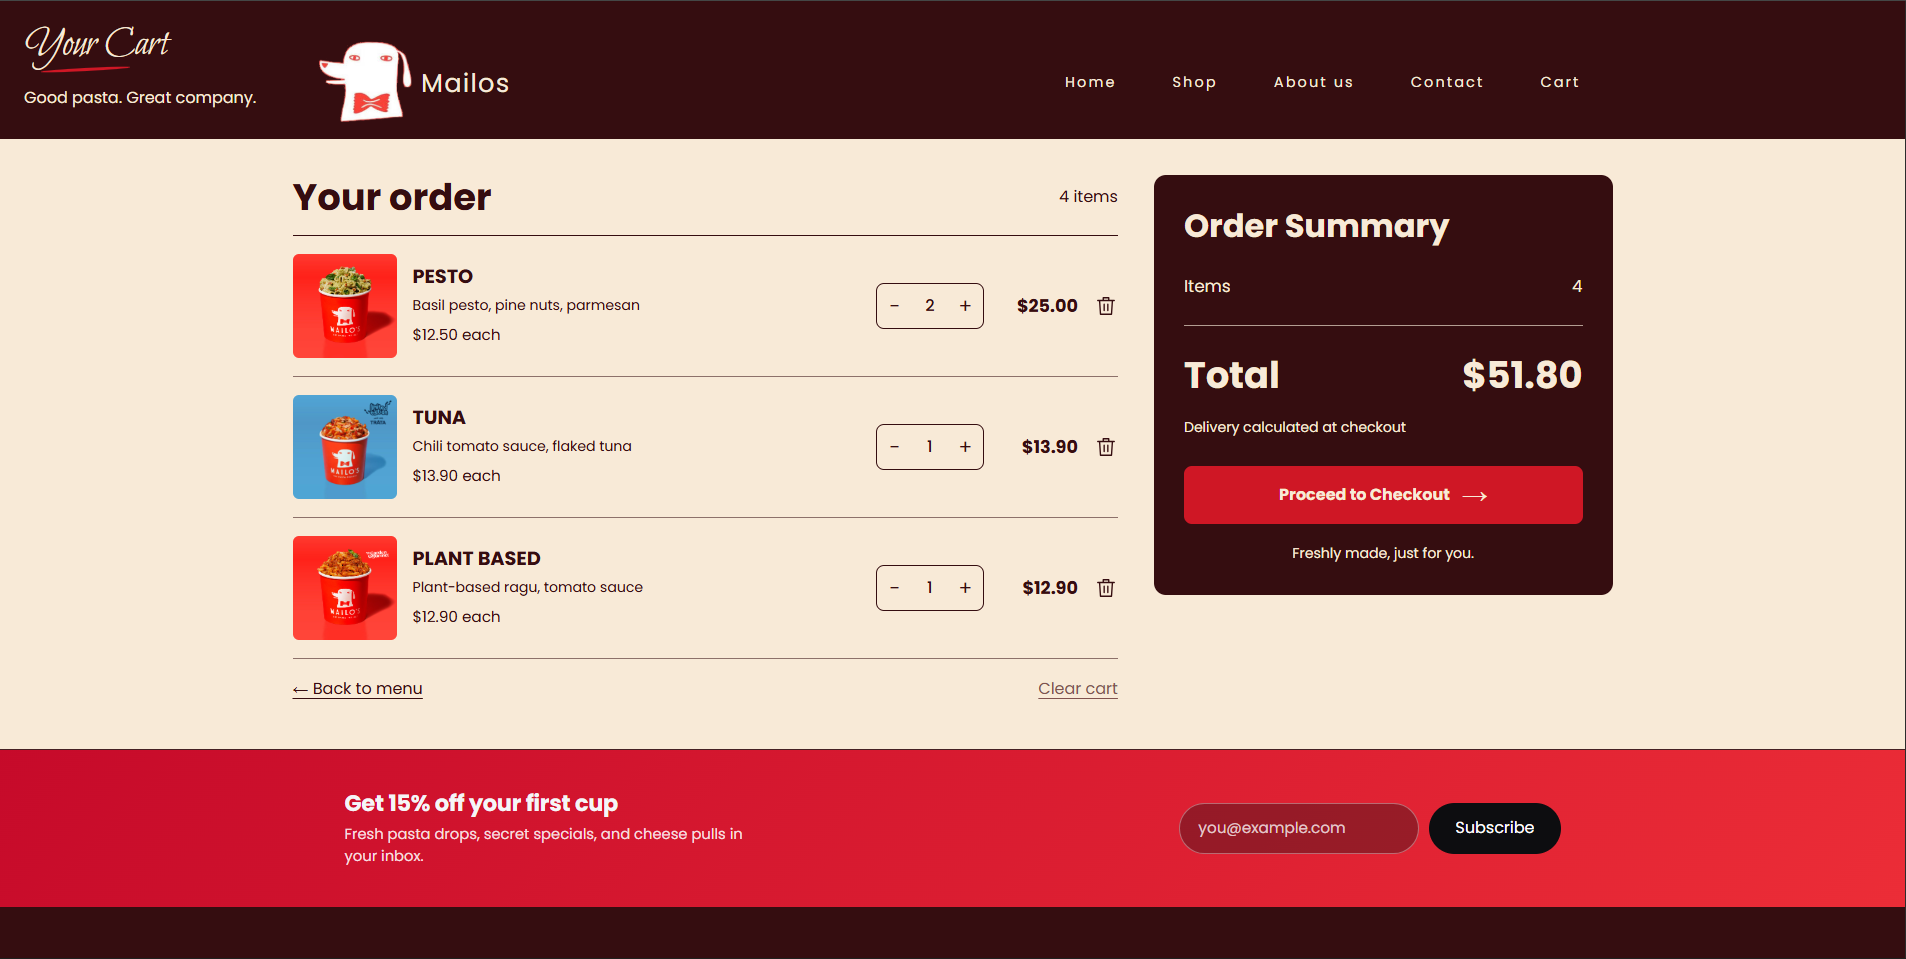 Your Cart
Good pasta. Great company.
Mailos
Home Shop About us Contact Cart
Your order
4 items
PESTO
Basil pesto, pine nuts, parmesan
$12.50 each
− 2 +
$25.00
MAILO'S
TUNA
Chili tomato sauce, flaked tuna
$13.90 each
− 1 +
$13.90
MAILO'S
PLANT BASED
Plant-based ragu, tomato sauce
$12.90 each
− 1 +
$12.90
MAILO'S
← Back to menu
Clear cart
Order Summary
Items 4
Total $51.80
Delivery calculated at checkout
Proceed to Checkout →
Freshly made, just for you.
Get 15% off your first cup
Fresh pasta drops, secret specials, and cheese pulls in
your inbox.
you@example.com
Subscribe